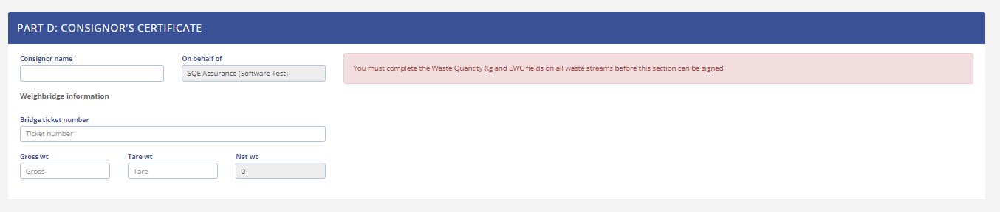 PART D: CONSIGNOR'S CERTIFICATE
Consignor name
On behalf of
SQE Assurance (Software Test)
You must complete the Waste Quantity Kg and EWC fields on all waste streams before this section can be signed
Weighbridge information
Bridge ticket number
Ticket number
Gross wt
Tare wt
Net wt
Gross
Tare
0